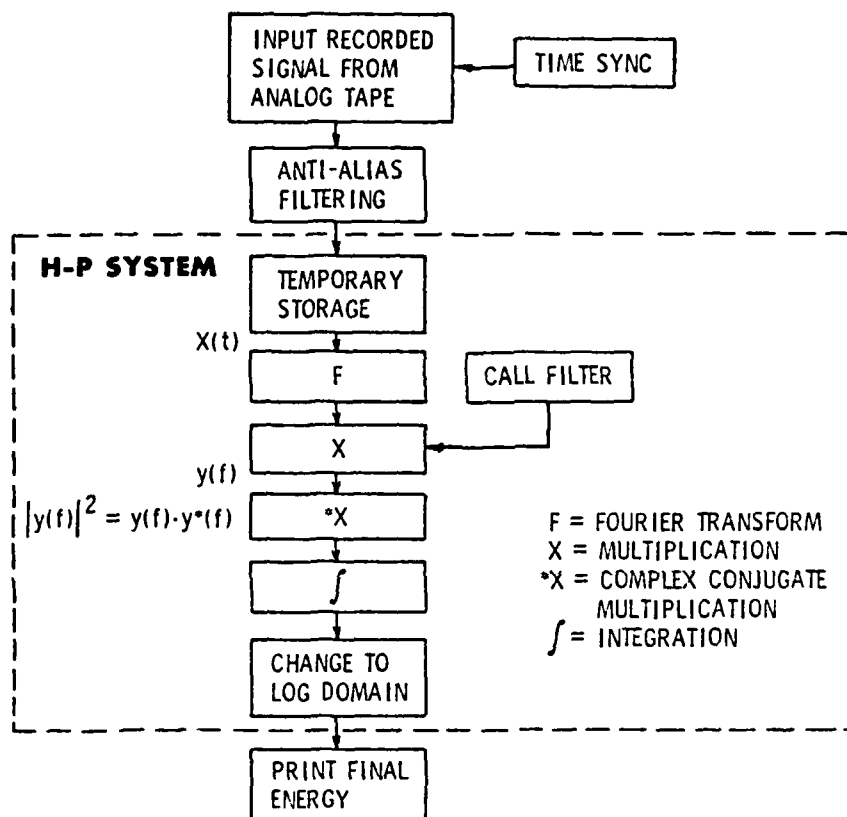 INPUT RECORDED
SIGNAL FROM
ANALOG TAPE
TIME SYNC
ANTI-ALIAS
FILTERING
H-P SYSTEM
TEMPORARY
STORAGE
X(t)
F
CALL FILTER
X
y(f)
|y(f)|² = y(f)·y*(f)
*X
∫
F = FOURIER TRANSFORM
X = MULTIPLICATION
*X = COMPLEX CONJUGATE
MULTIPLICATION
∫ = INTEGRATION
CHANGE TO
LOG DOMAIN
PRINT FINAL
ENERGY